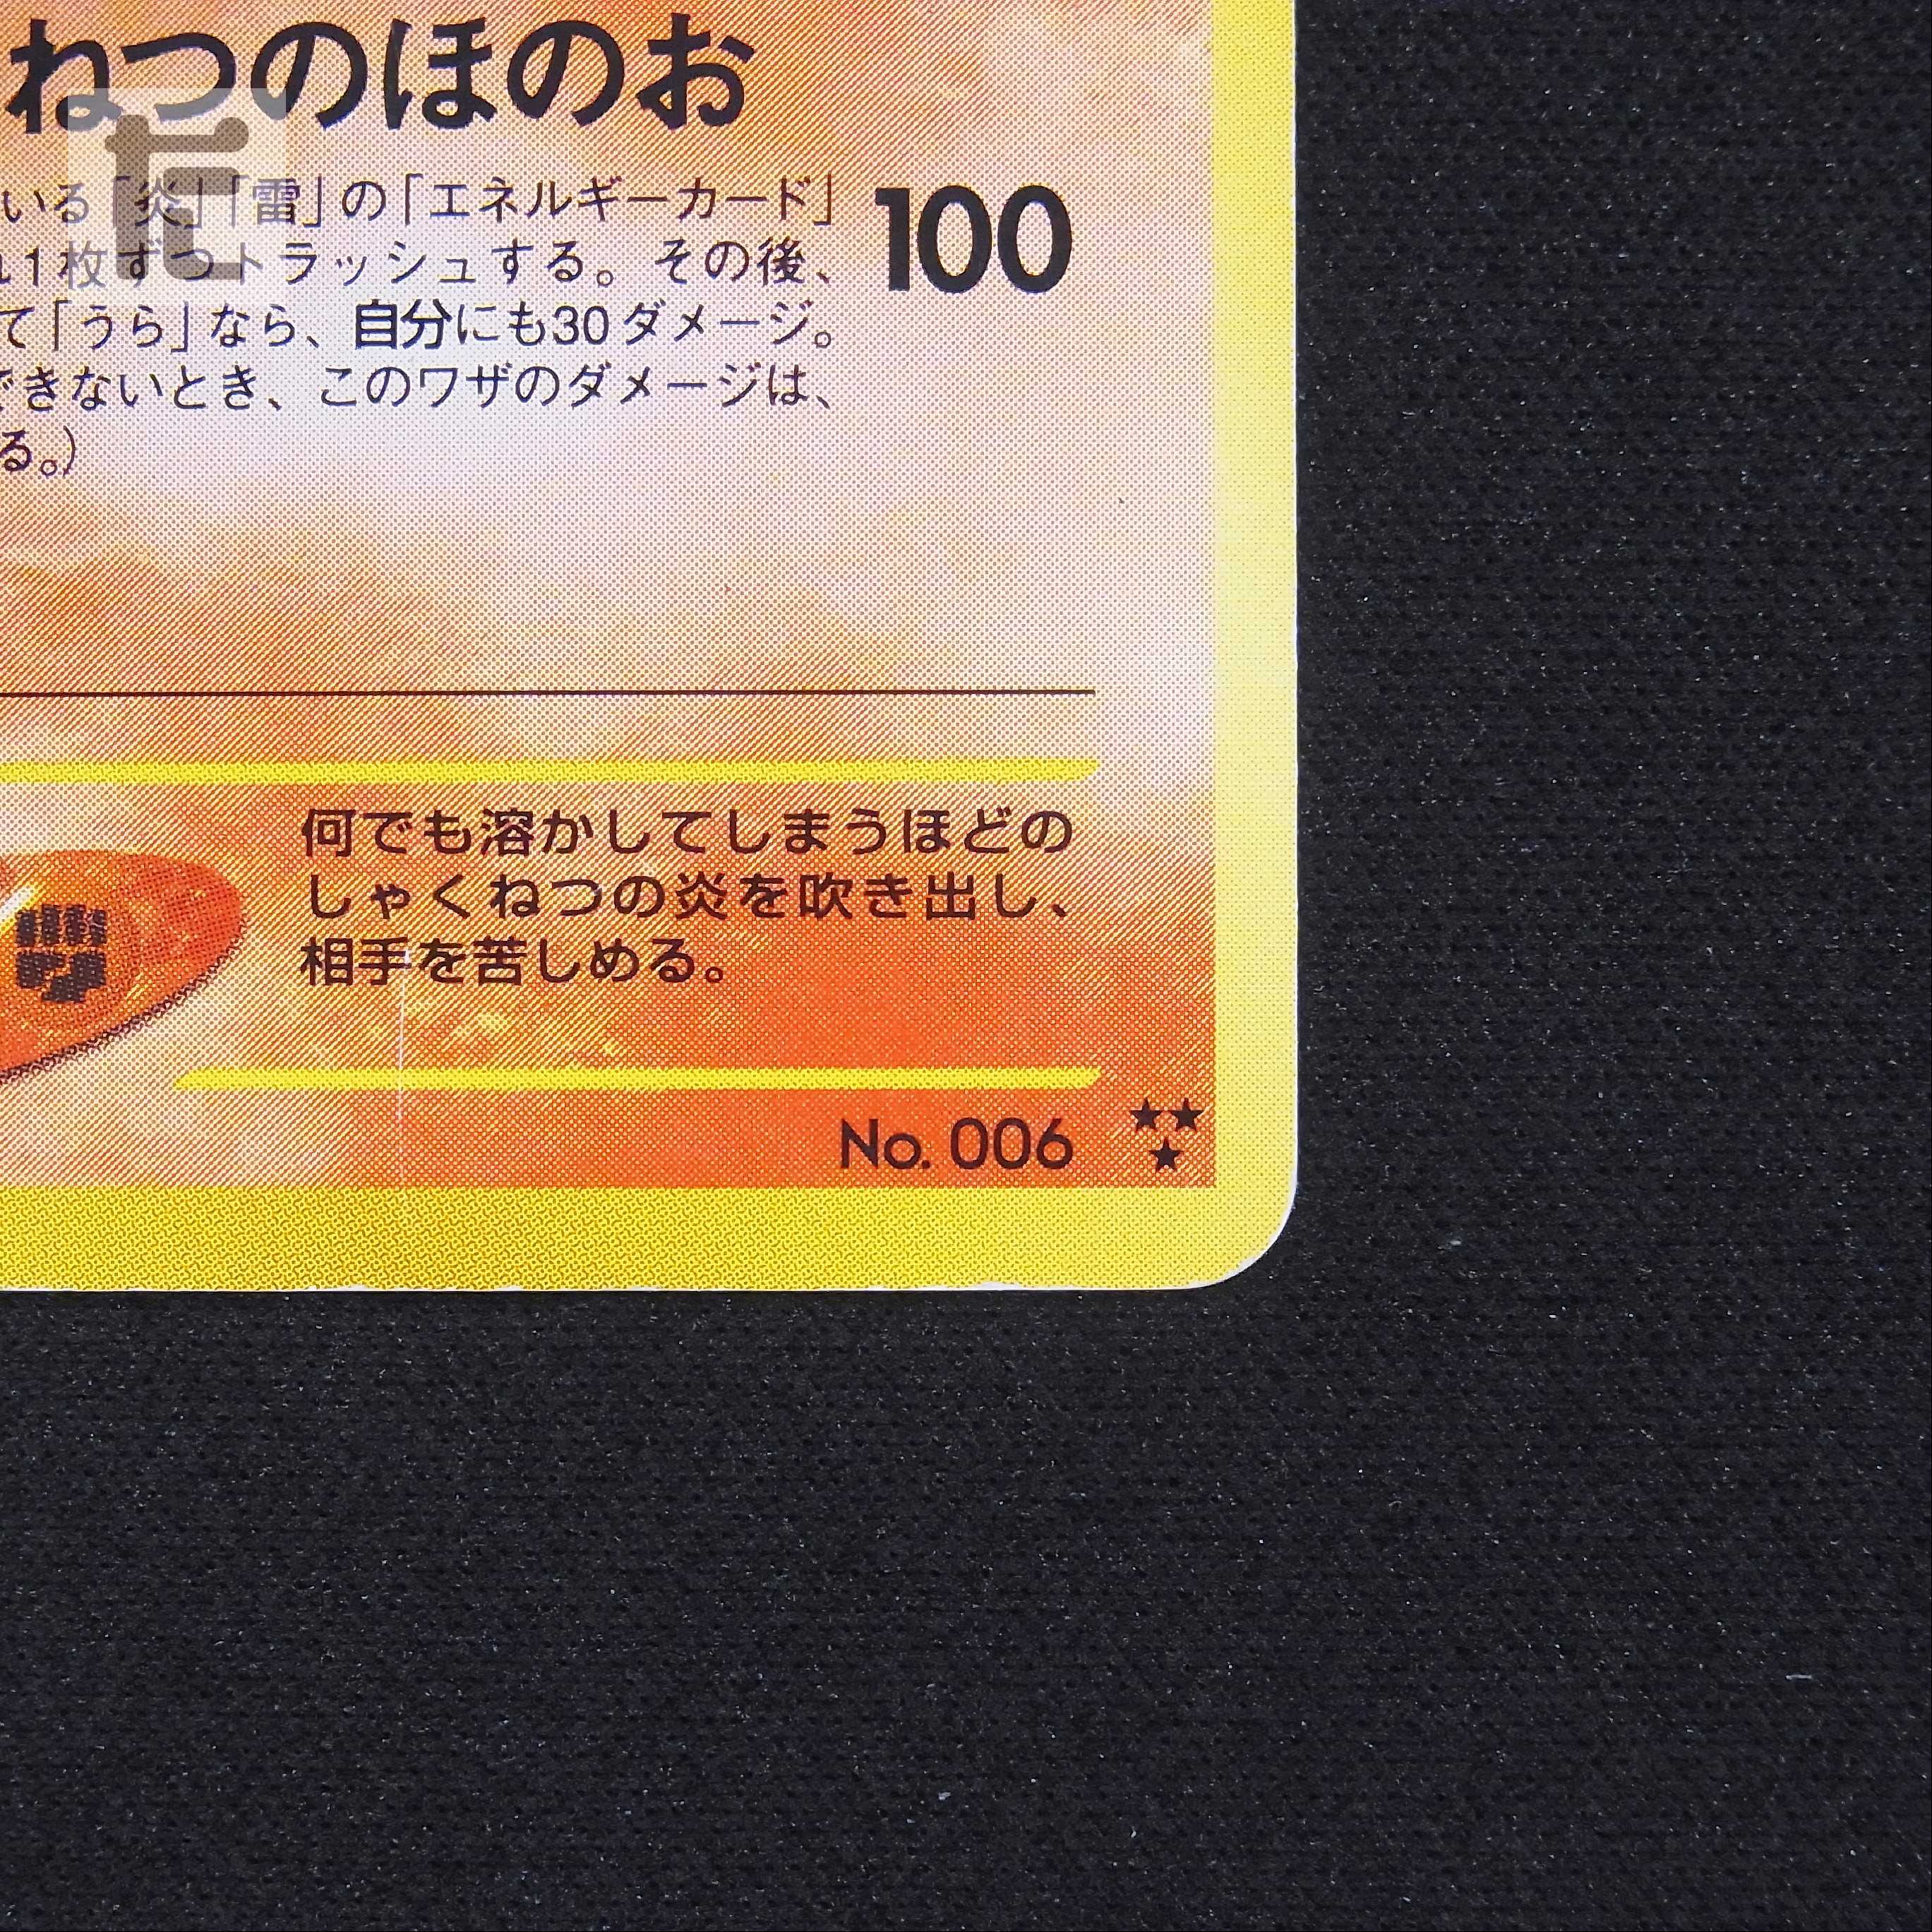 ねつのほのお
いる「炎」「雷」の「エネルギーカード」 100
1枚ずつトラッシュする。その後、
て「うら」なら、自分にも30ダメージ。
できないとき、このワザのダメージは、
る。)
何でも溶かしてしまうほどの
しゃくねつの炎を吹き出し、
相手を苦しめる。
No. 006 ★★★